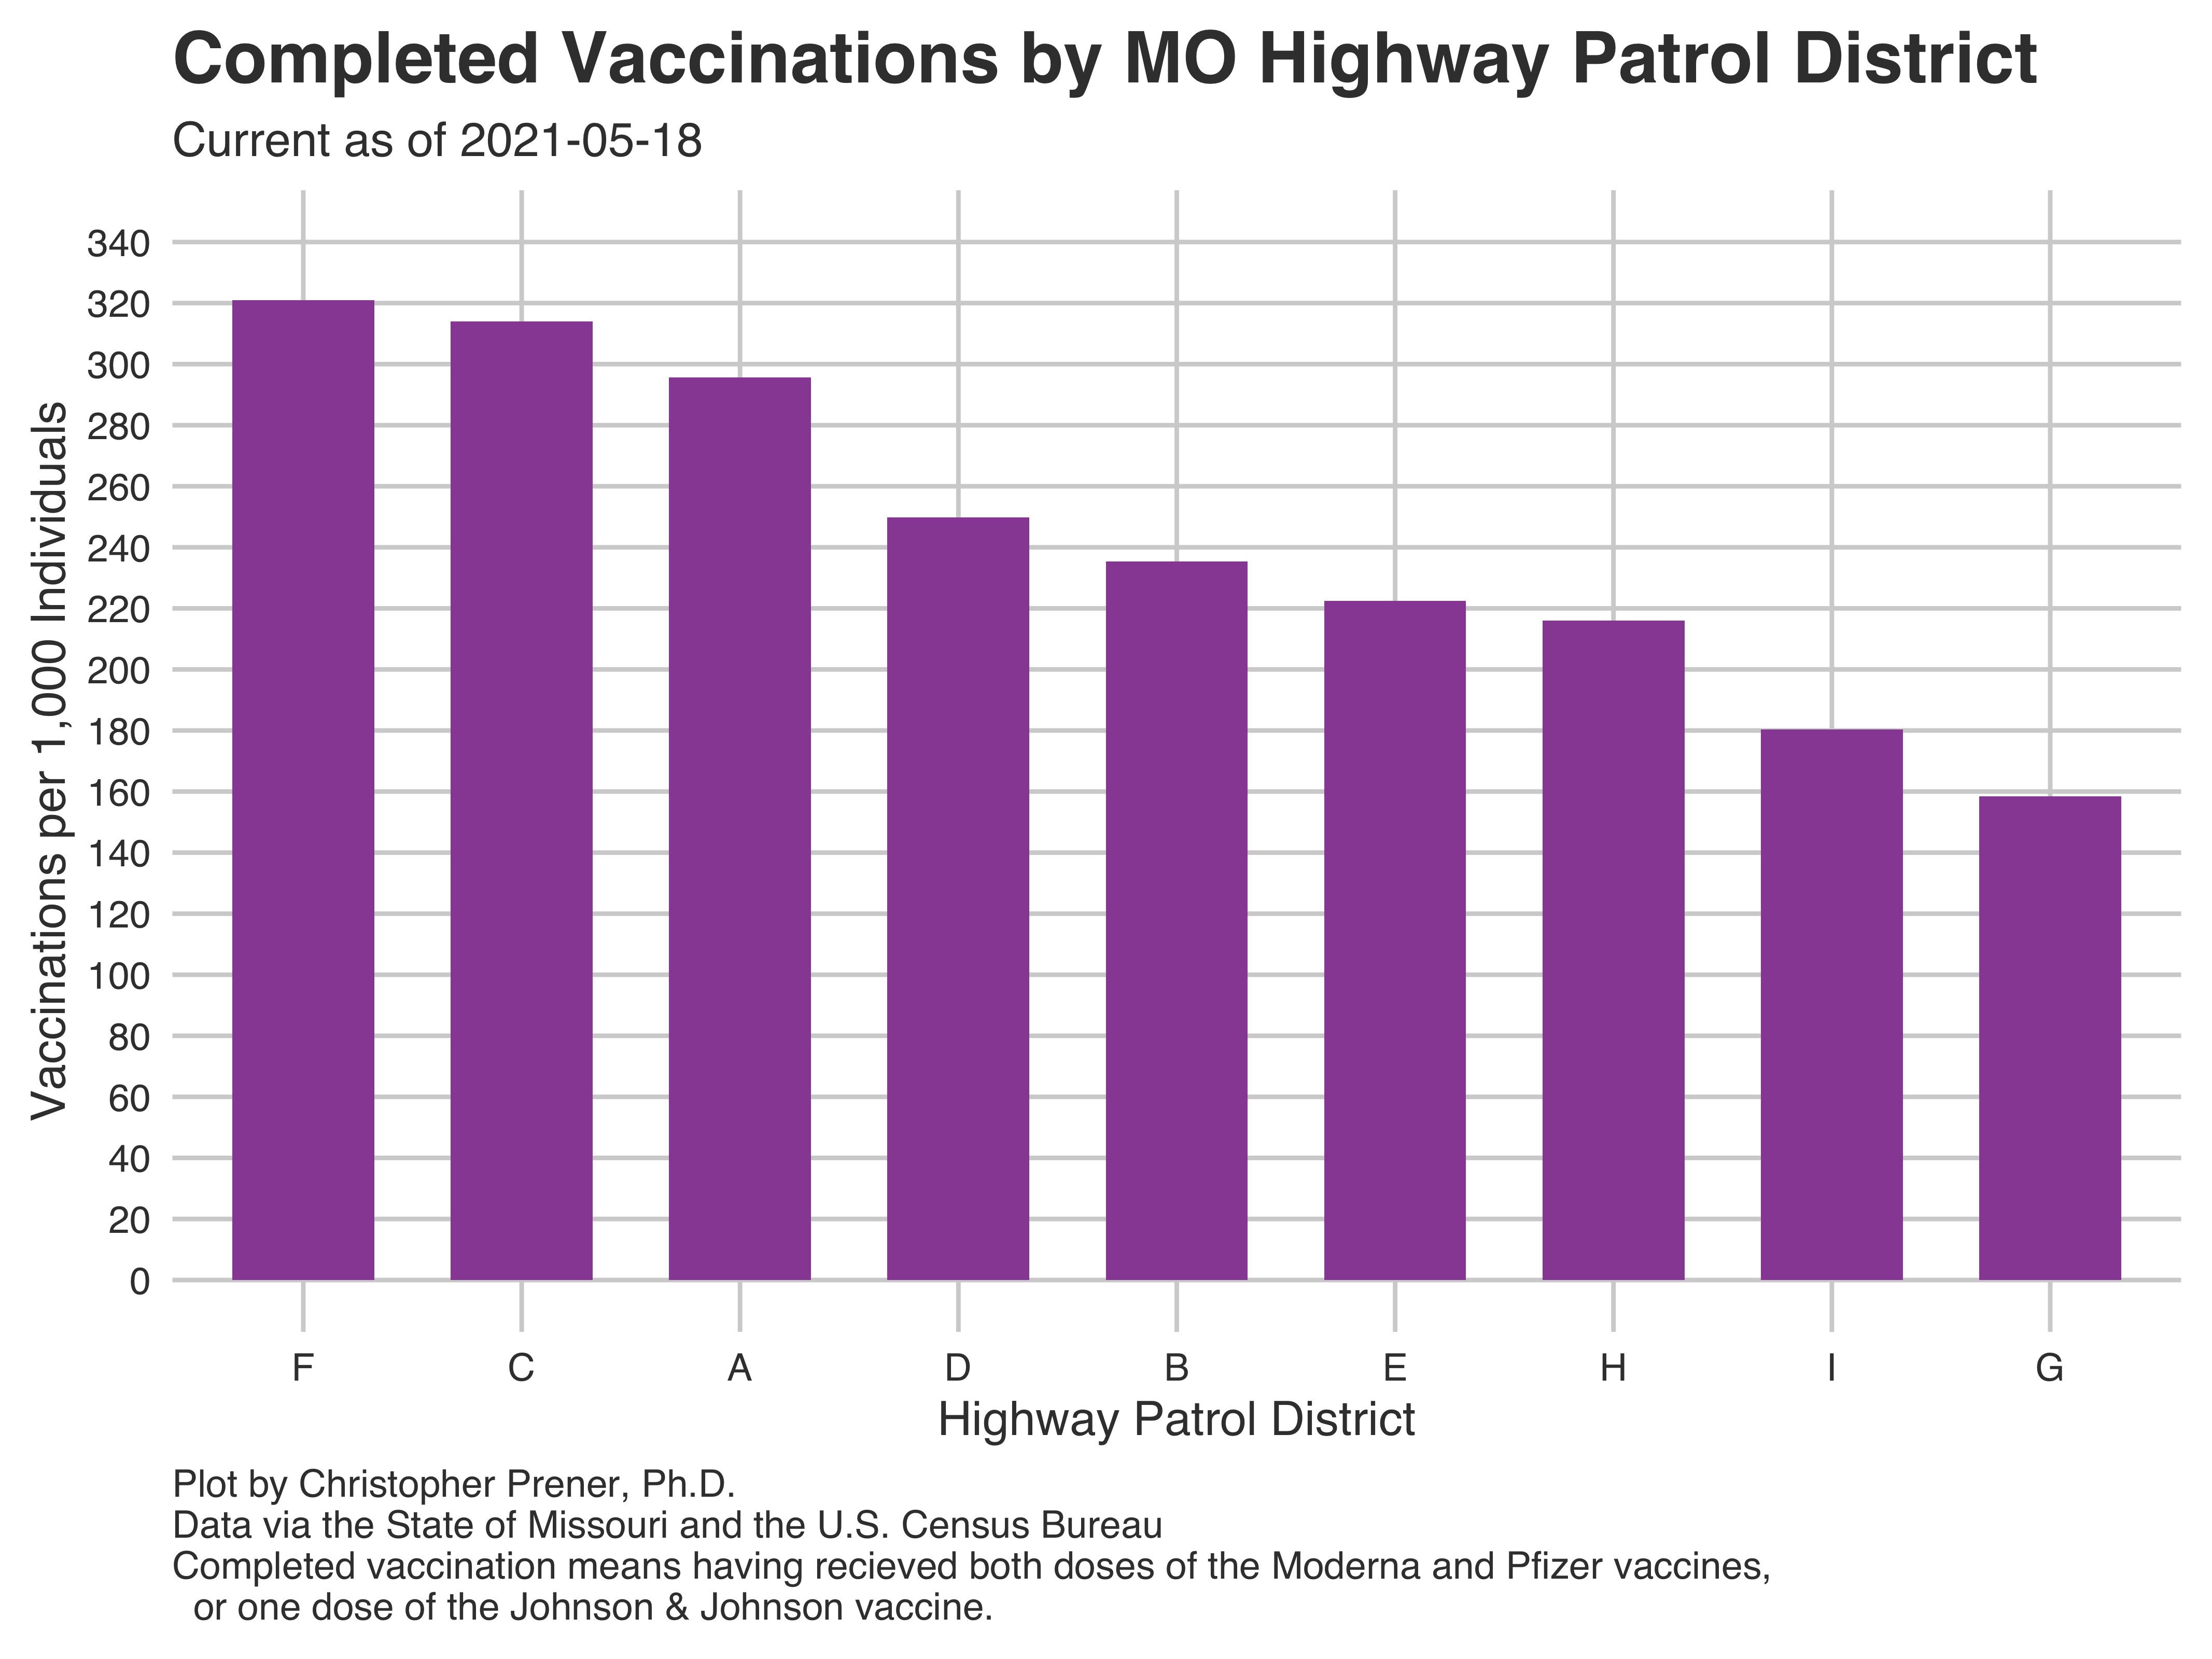 Completed Vaccinations by MO Highway Patrol District
Current as of 2021-05-18
Vaccinations per 1,000 Individuals
340
320
300
280
260
240
220
200
180
160
140
120
100
80
60
40
20
0
F C A D B E H I G
Highway Patrol District
Plot by Christopher Prener, Ph.D.
Data via the State of Missouri and the U.S. Census Bureau
Completed vaccination means having recieved both doses of the Moderna and Pfizer vaccines,
or one dose of the Johnson & Johnson vaccine.